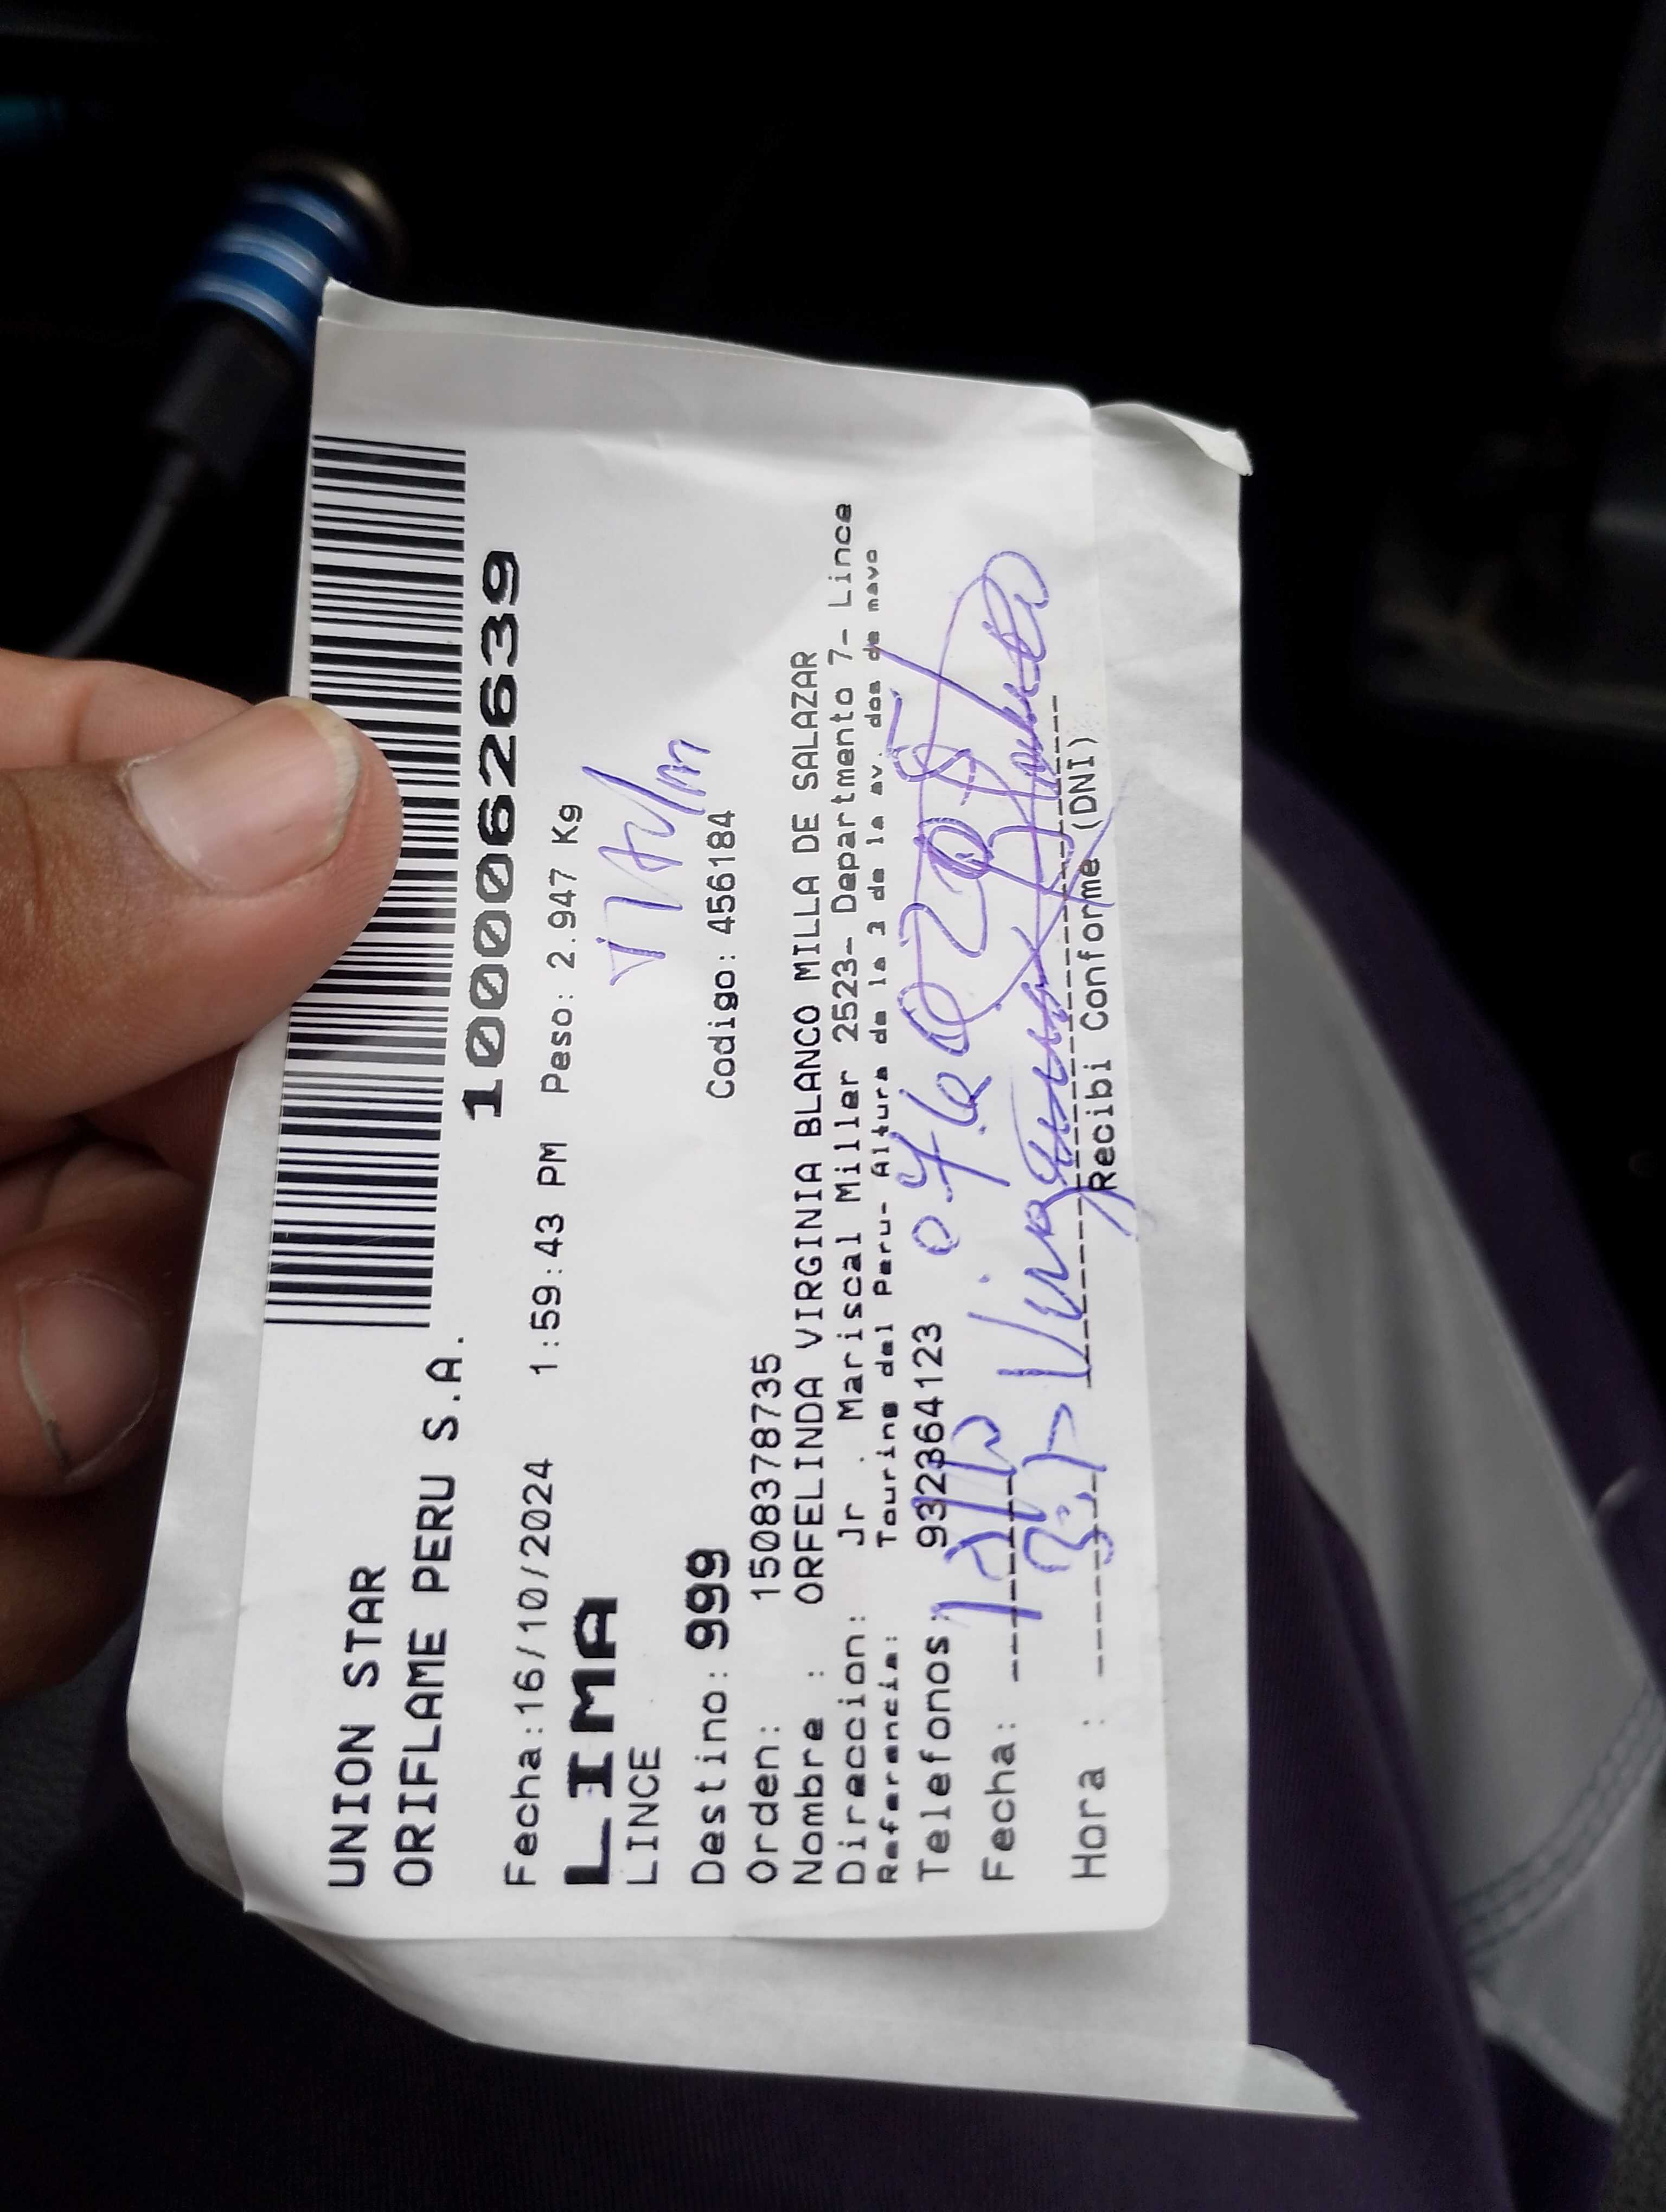 UNION STAR
ORIFLAME PERU S.A.
1000062639
Fecha:16/10/2024 1:59:43 PM Peso: 2.947 Kg
LIMA
LINCE
Destino: 999 Codigo: 456184
Orden: 1508378735
Nombre : ORFELINDA VIRGINIA BLANCO MILLA DE SALAZAR
Direccion: Jr . Mariscal Miller 2523- Departmento 7- Lince
Referencia: Touring del Peru- Altura de la 3 de la av. dos de mayo
Telefonos: 932364123
Fecha:
Hora :
Recibi Conforme (DNI)